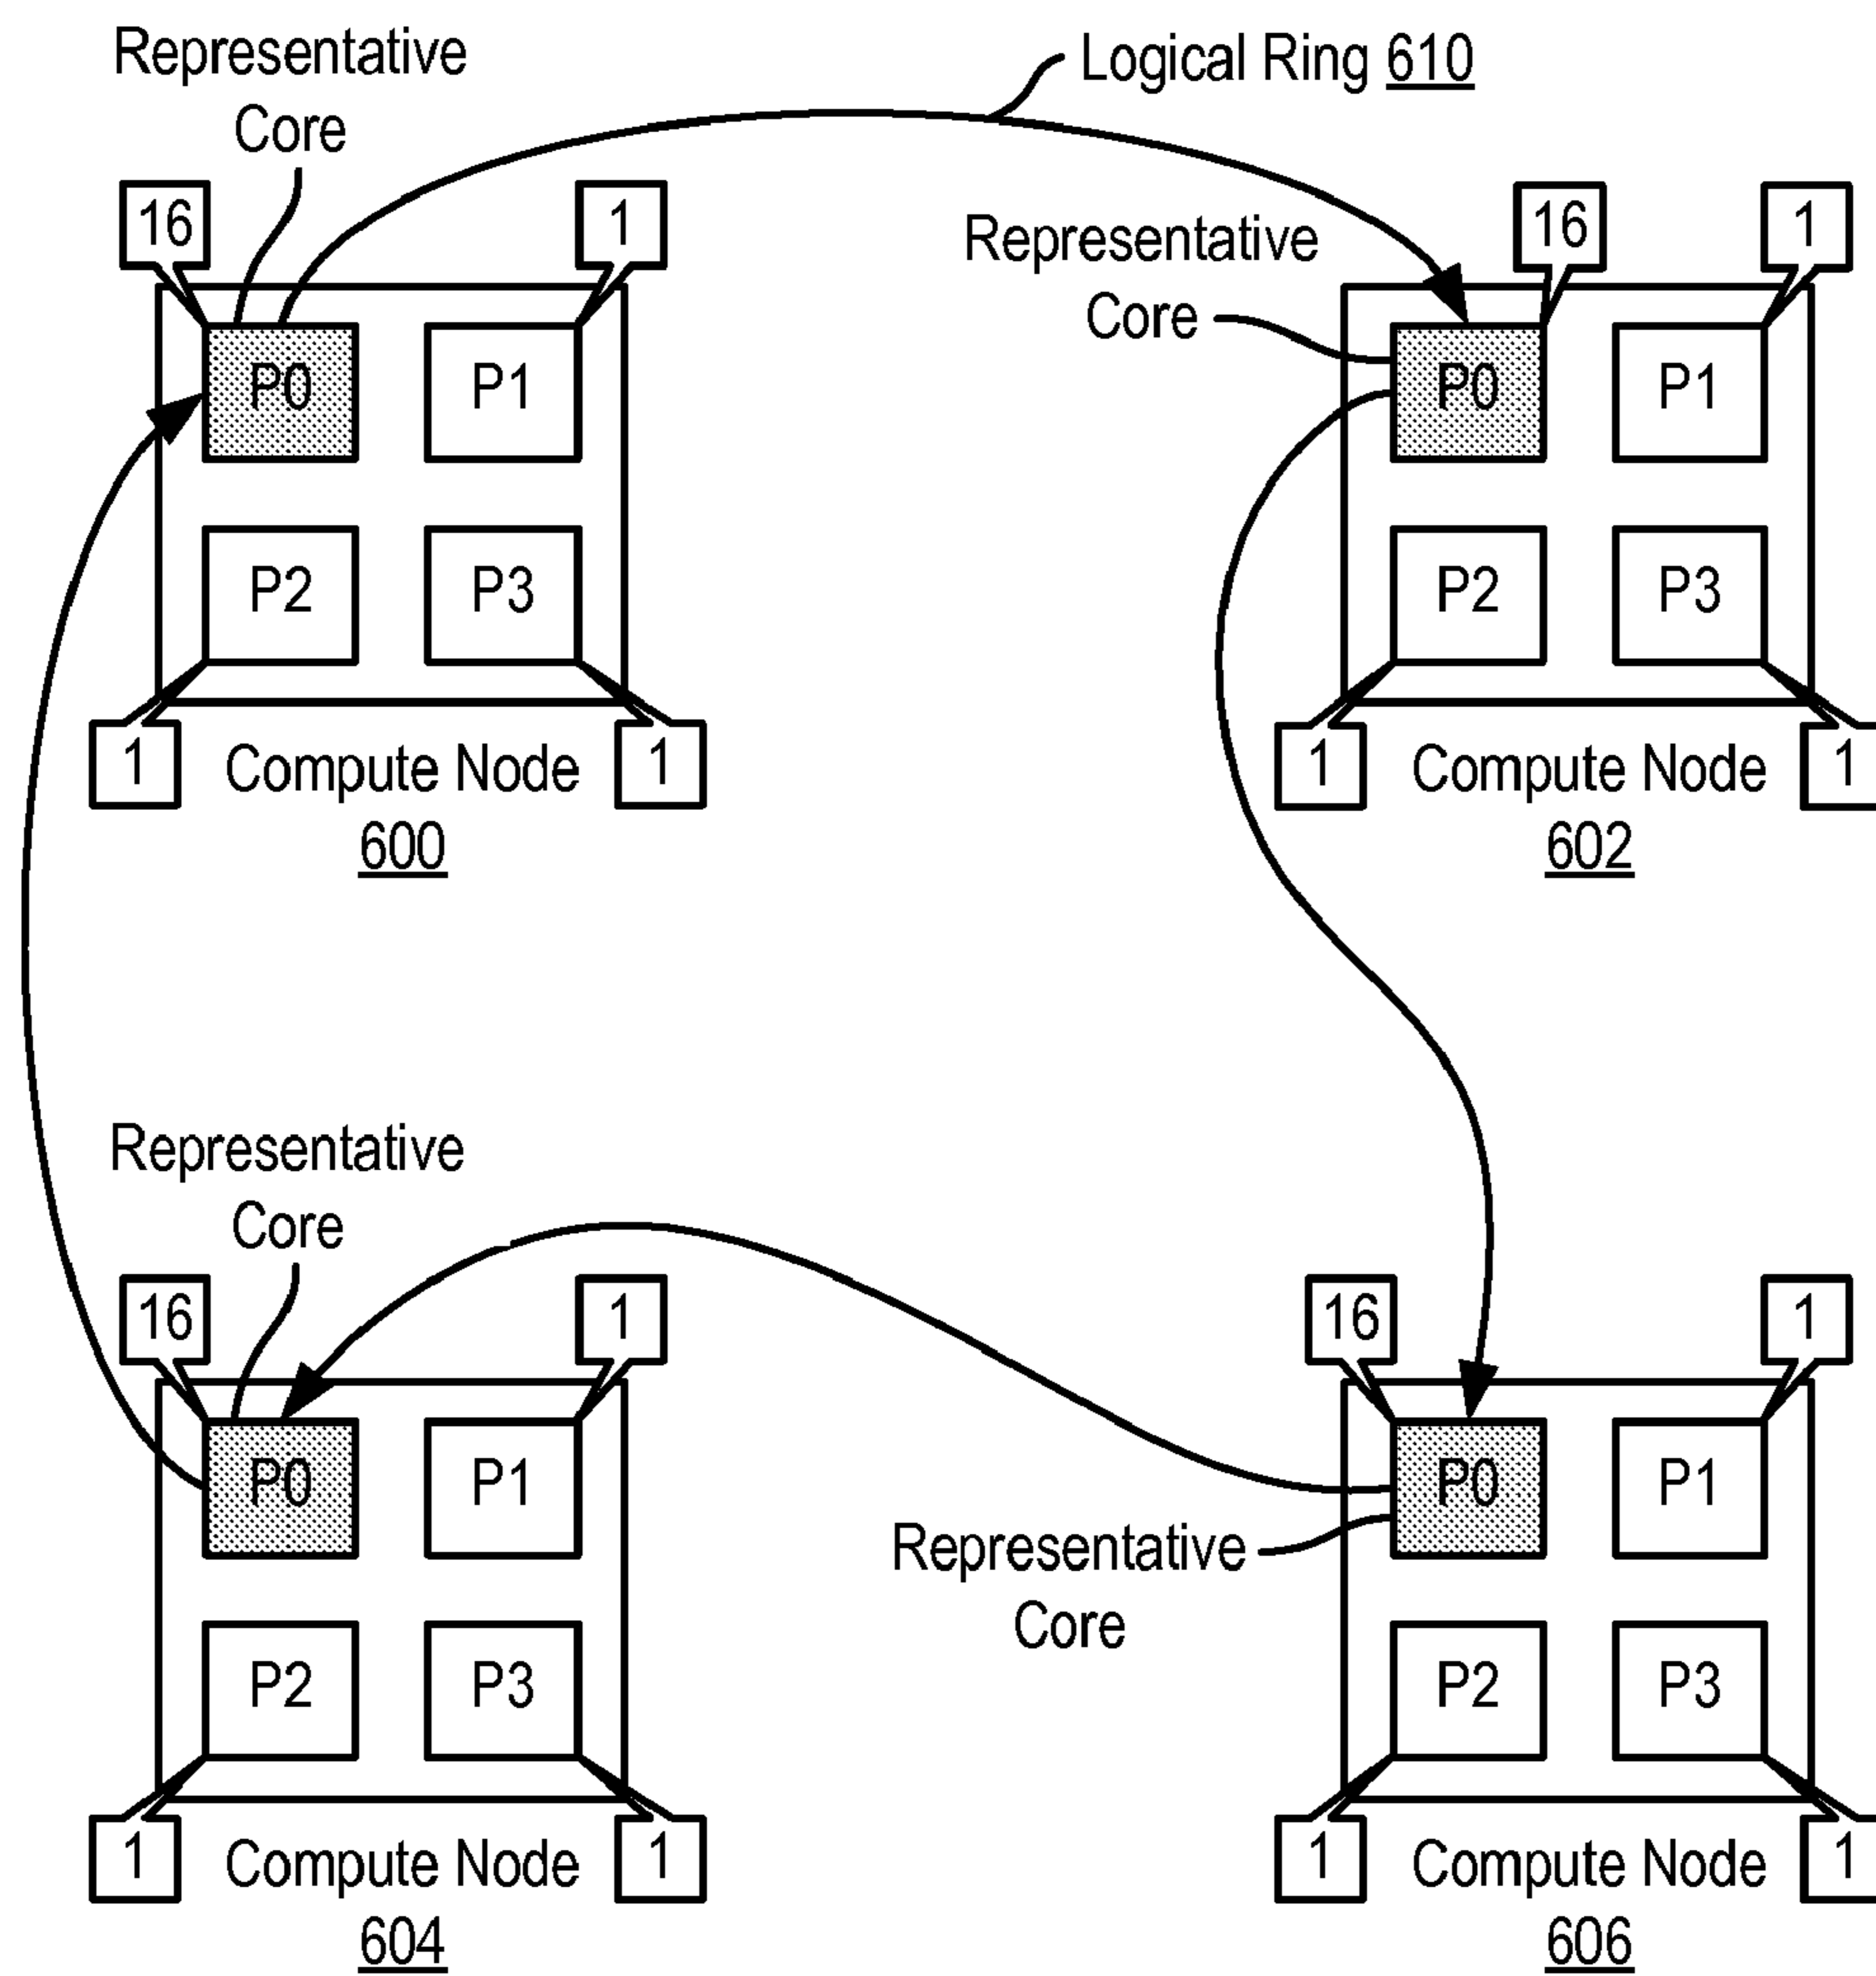 Representative
Core
Logical Ring 610
16
1
Representative
Core
16
1
P0
P1
P0
P1
P2
P3
P2
P3
1
Compute Node
600
1
1
Compute Node
602
1
Representative
Core
16
1
16
1
P0
P1
P0
P1
Representative
Core
P2
P3
P2
P3
1
Compute Node
604
1
1
Compute Node
606
1